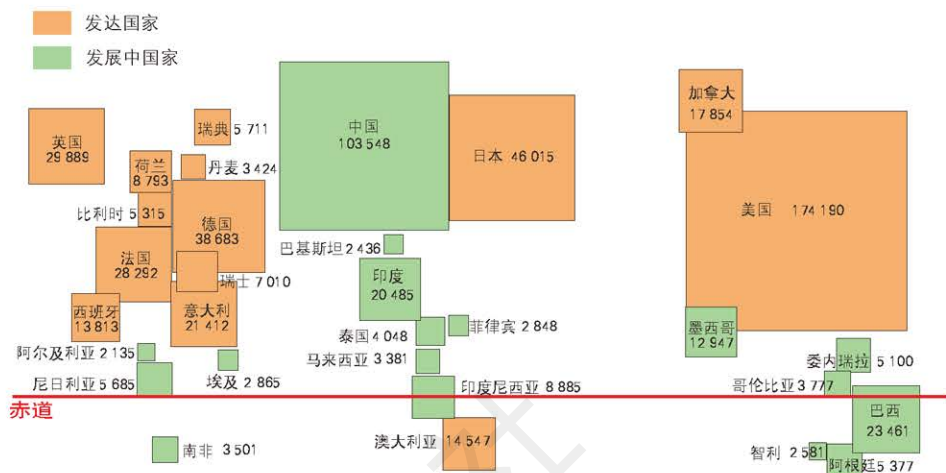 发达国家
发展中国家
英国
29 889
瑞典 5 711
荷兰
8 793
丹麦 3 424
比利时 5 315
德国
38 683
法国
28 292
瑞士 7 010
西班牙
13 813
意大利
21 412
阿尔及利亚 2 135
尼日利亚 5 685
埃及 2 865
赤道
南非 3 501
中国
103 548
日本 46 015
巴基斯坦 2 436
印度
20 485
泰国 4 048
菲律宾 2 848
马来西亚 3 381
印度尼西亚 8 885
澳大利亚 14 547
加拿大
17 854
美国 174 190
墨西哥
12 947
委内瑞拉 5 100
哥伦比亚 3 777
巴西
23 461
智利 2 581
阿根廷 5 377